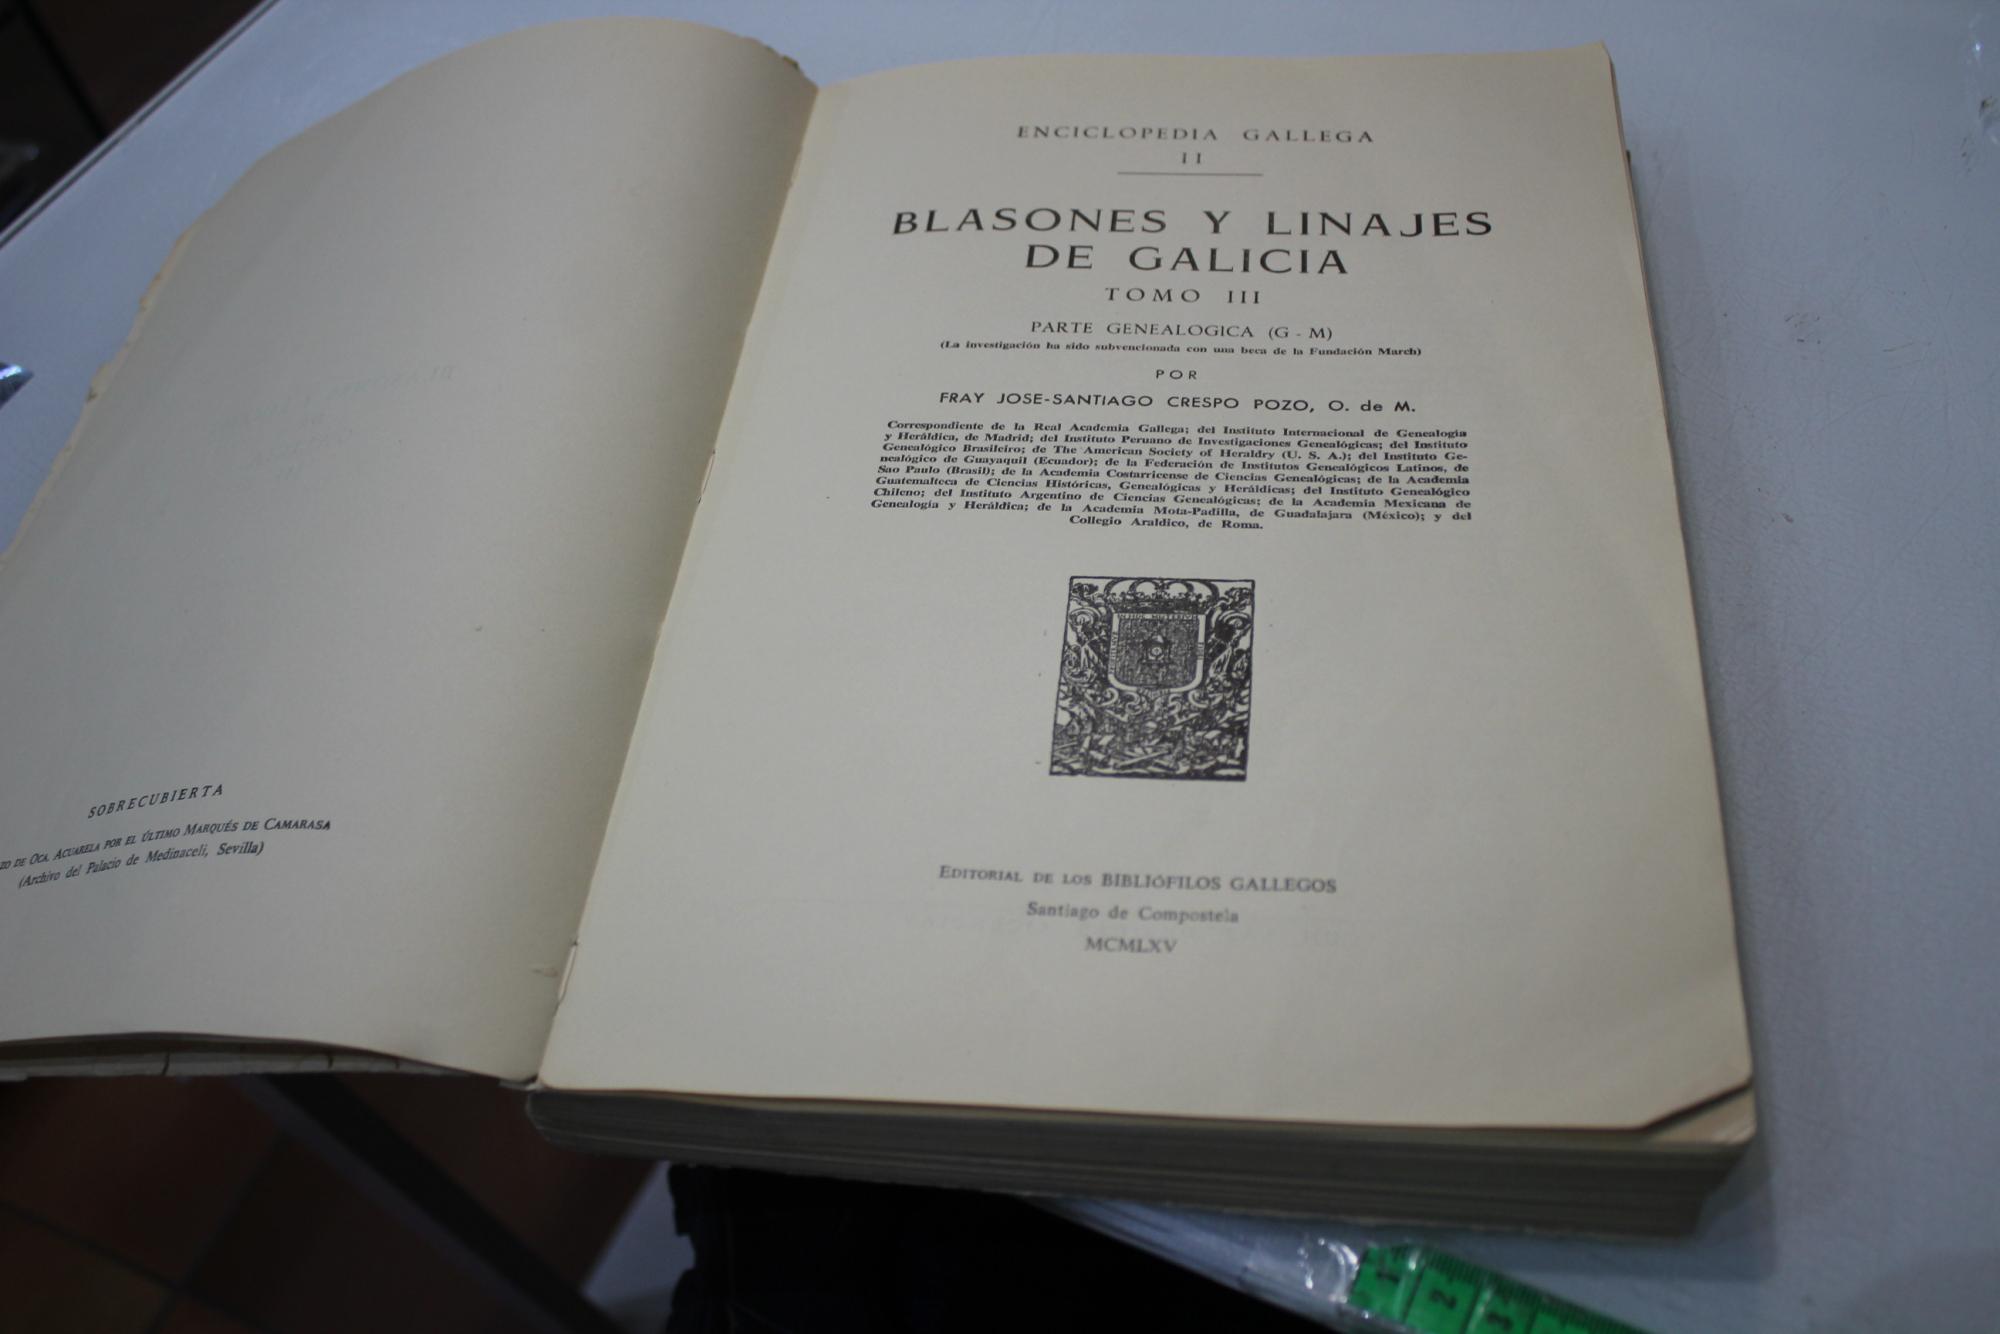 SOBRECUBIERTA
DE OCA. ACUARELA POR EL ÚLTIMO MARQUÉS DE CAMARASA
(Archivo del Palacio de Medinaceli, Sevilla)
ENCICLOPEDIA GALLEGA
II
BLASONES Y LINAJES
DE GALICIA
TOMO III
PARTE GENEALOGICA (G - M)
(La investigación ha sido subvencionada con una beca de la Fundación March)
POR
FRAY JOSE-SANTIAGO CRESPO POZO, O. de M.
Correspondiente de la Real Academia Gallega; del Instituto Internacional de Genealogía
y Heráldica, de Madrid; del Instituto Peruano de Investigaciones Genealógicas; del Instituto
Genealógico Brasileiro; de The American Society of Heraldry (U. S. A.); del Instituto Ge-
nealógico de Guayaquil (Ecuador); de la Federación de Institutos Genealógicos Latinos, de
Sao Paulo (Brasil); de la Academia Costarricense de Ciencias Genealógicas; de la Academia
Guatemalteca de Ciencias Históricas, Genealógicas y Heráldicas; del Instituto Genealógico
Chileno; del Instituto Argentino de Ciencias Genealógicas; de la Academia Mexicana de
Genealogía y Heráldica; de la Academia Mota-Padilla, de Guadalajara (México); y del
Collegio Araldico, de Roma.
EDITORIAL DE LOS BIBLIÓFILOS GALLEGOS
Santiago de Compostela
MCMLXV
1 2 3